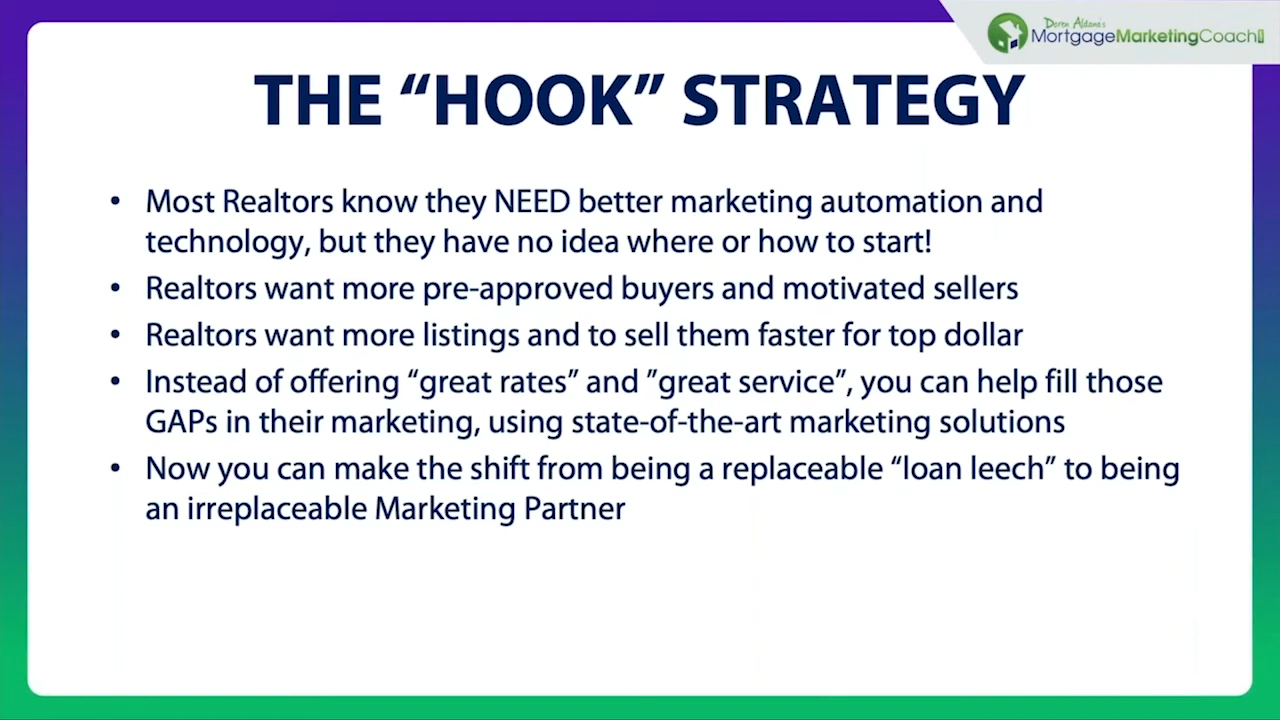 Doren Aldana's
MortgageMarketingCoach
THE “HOOK” STRATEGY
• Most Realtors know they NEED better marketing automation and
technology, but they have no idea where or how to start!
• Realtors want more pre-approved buyers and motivated sellers
• Realtors want more listings and to sell them faster for top dollar
• Instead of offering “great rates” and ”great service”, you can help fill those
GAPs in their marketing, using state-of-the-art marketing solutions
• Now you can make the shift from being a replaceable “loan leech” to being
an irreplaceable Marketing Partner